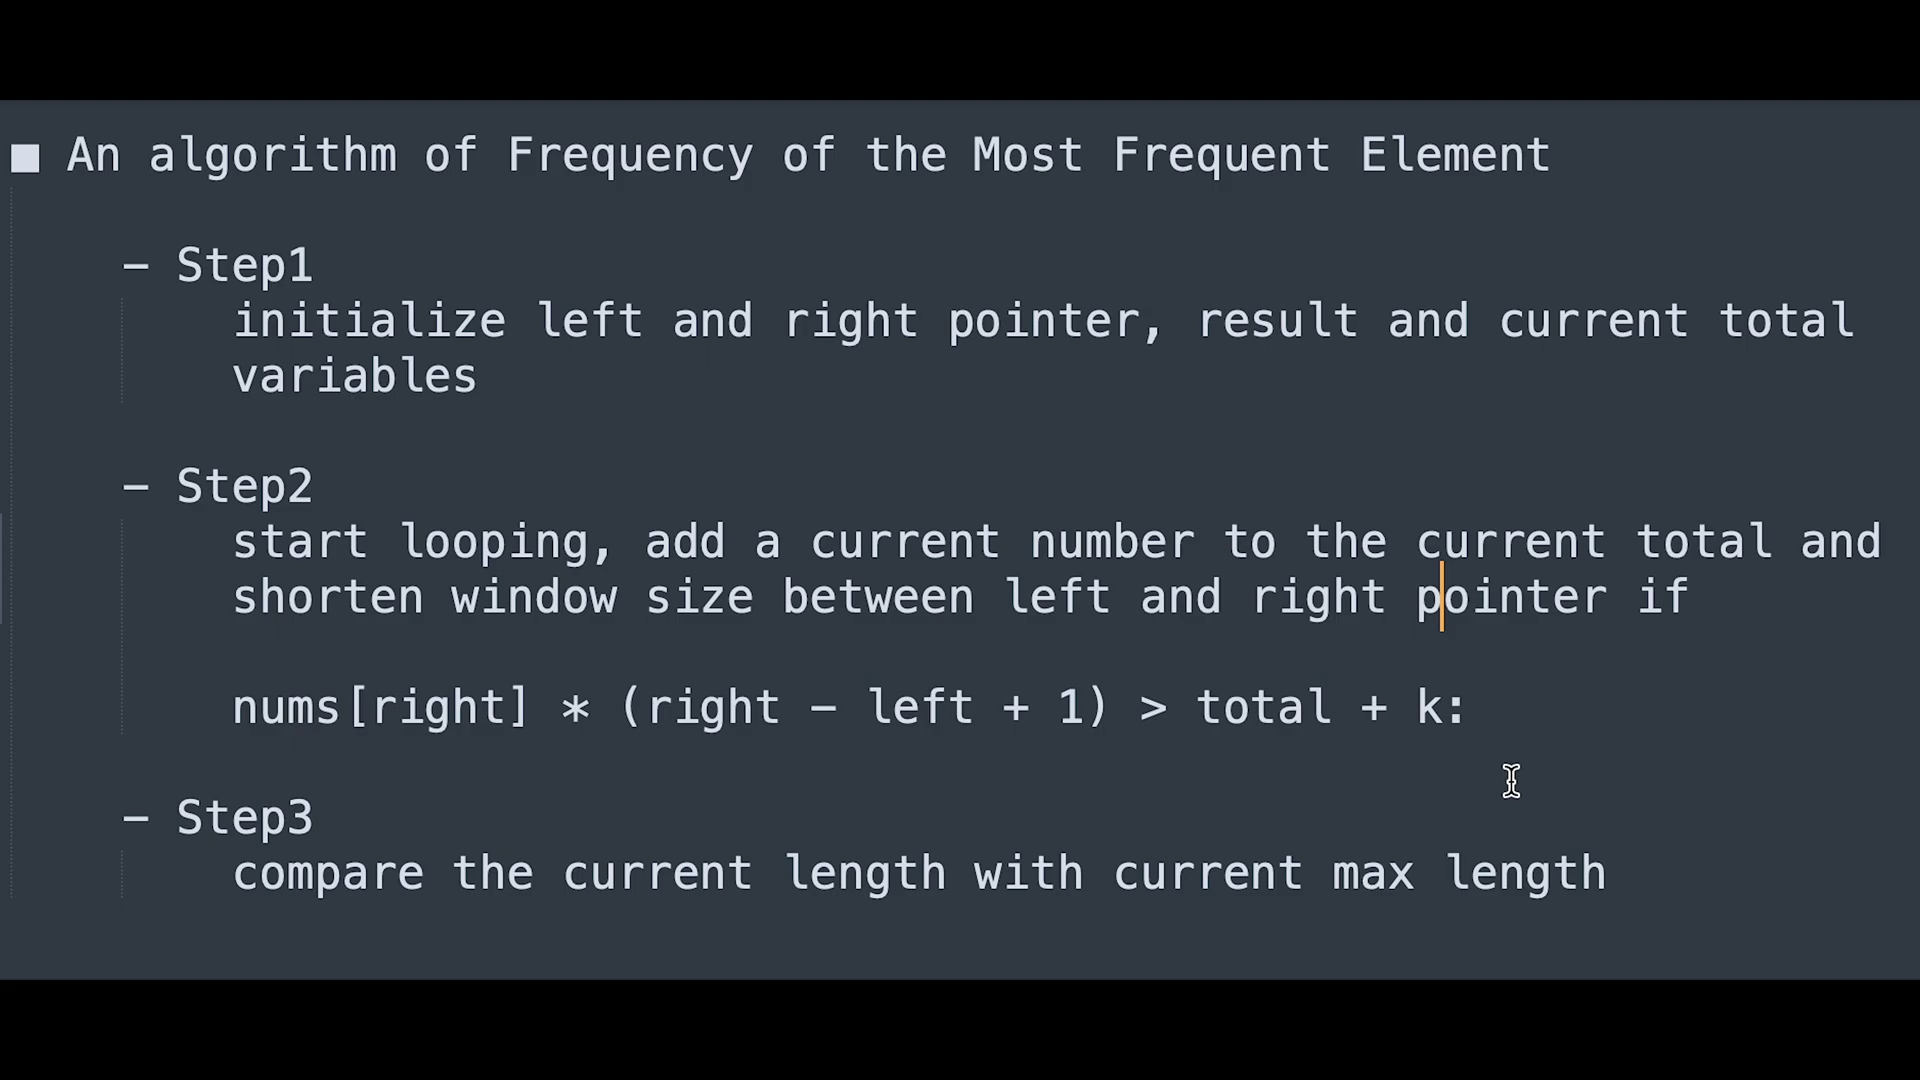 ■ An algorithm of Frequency of the Most Frequent Element
– Step1
initialize left and right pointer, result and current total
variables
– Step2
start looping, add a current number to the current total and
shorten window size between left and right pointer if
nums[right] * (right – left + 1) > total + k:
– Step3
compare the current length with current max length